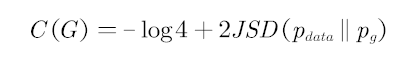 C(G) = – log 4 + 2JSD(p_data ∥ p_g)